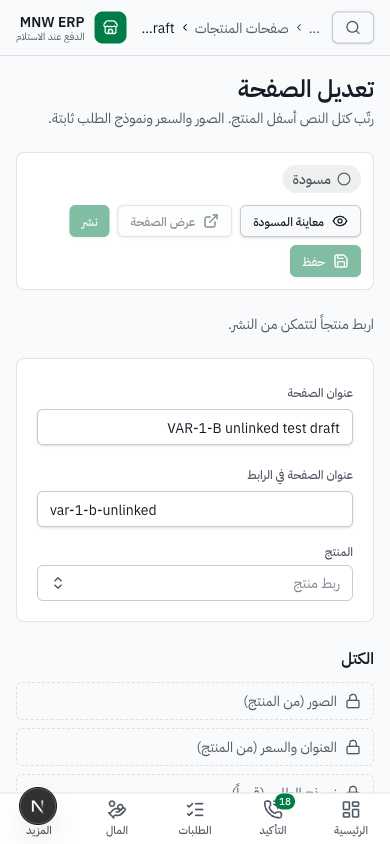 MNW ERP
الدفع عند الاستلام
... › صفحات المنتجات › raft...
تعديل الصفحة
رتّب كتل النص أسفل المنتج. الصور والسعر ونموذج الطلب ثابتة.
مسودة
معاينة المسودة
عرض الصفحة
نشر
حفظ
اربط منتجاً لتتمكن من النشر.
عنوان الصفحة
VAR-1-B unlinked test draft
عنوان الصفحة في الرابط
var-1-b-unlinked
المنتج
ربط منتج
الكتل
الصور (من المنتج)
العنوان والسعر (من المنتج)
18
الرئيسية
التأكيد
الطلبات
المال
المزيد
N